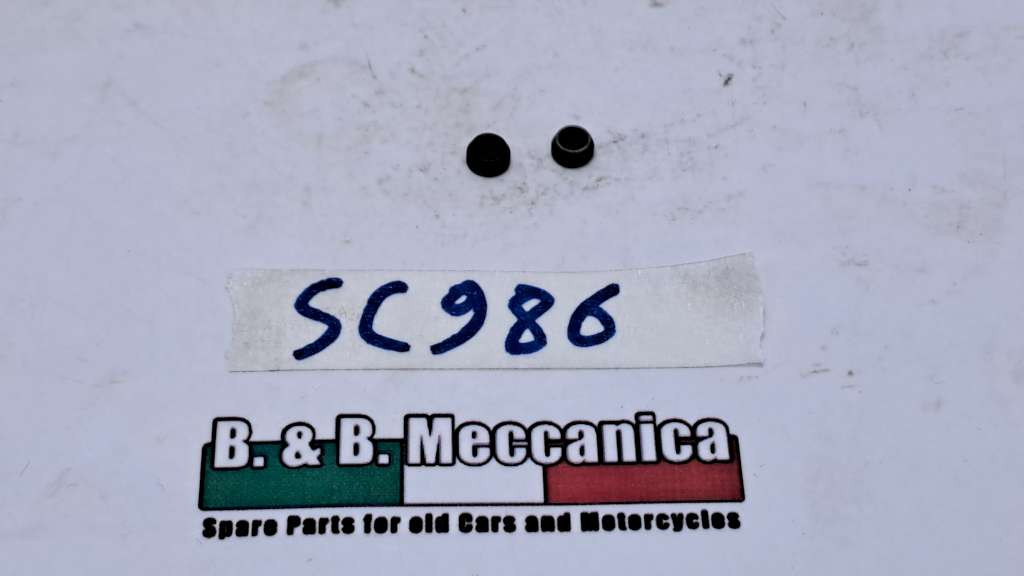 SC986
B. & B. Meccanica
Spare Parts for old Cars and Motorcycles